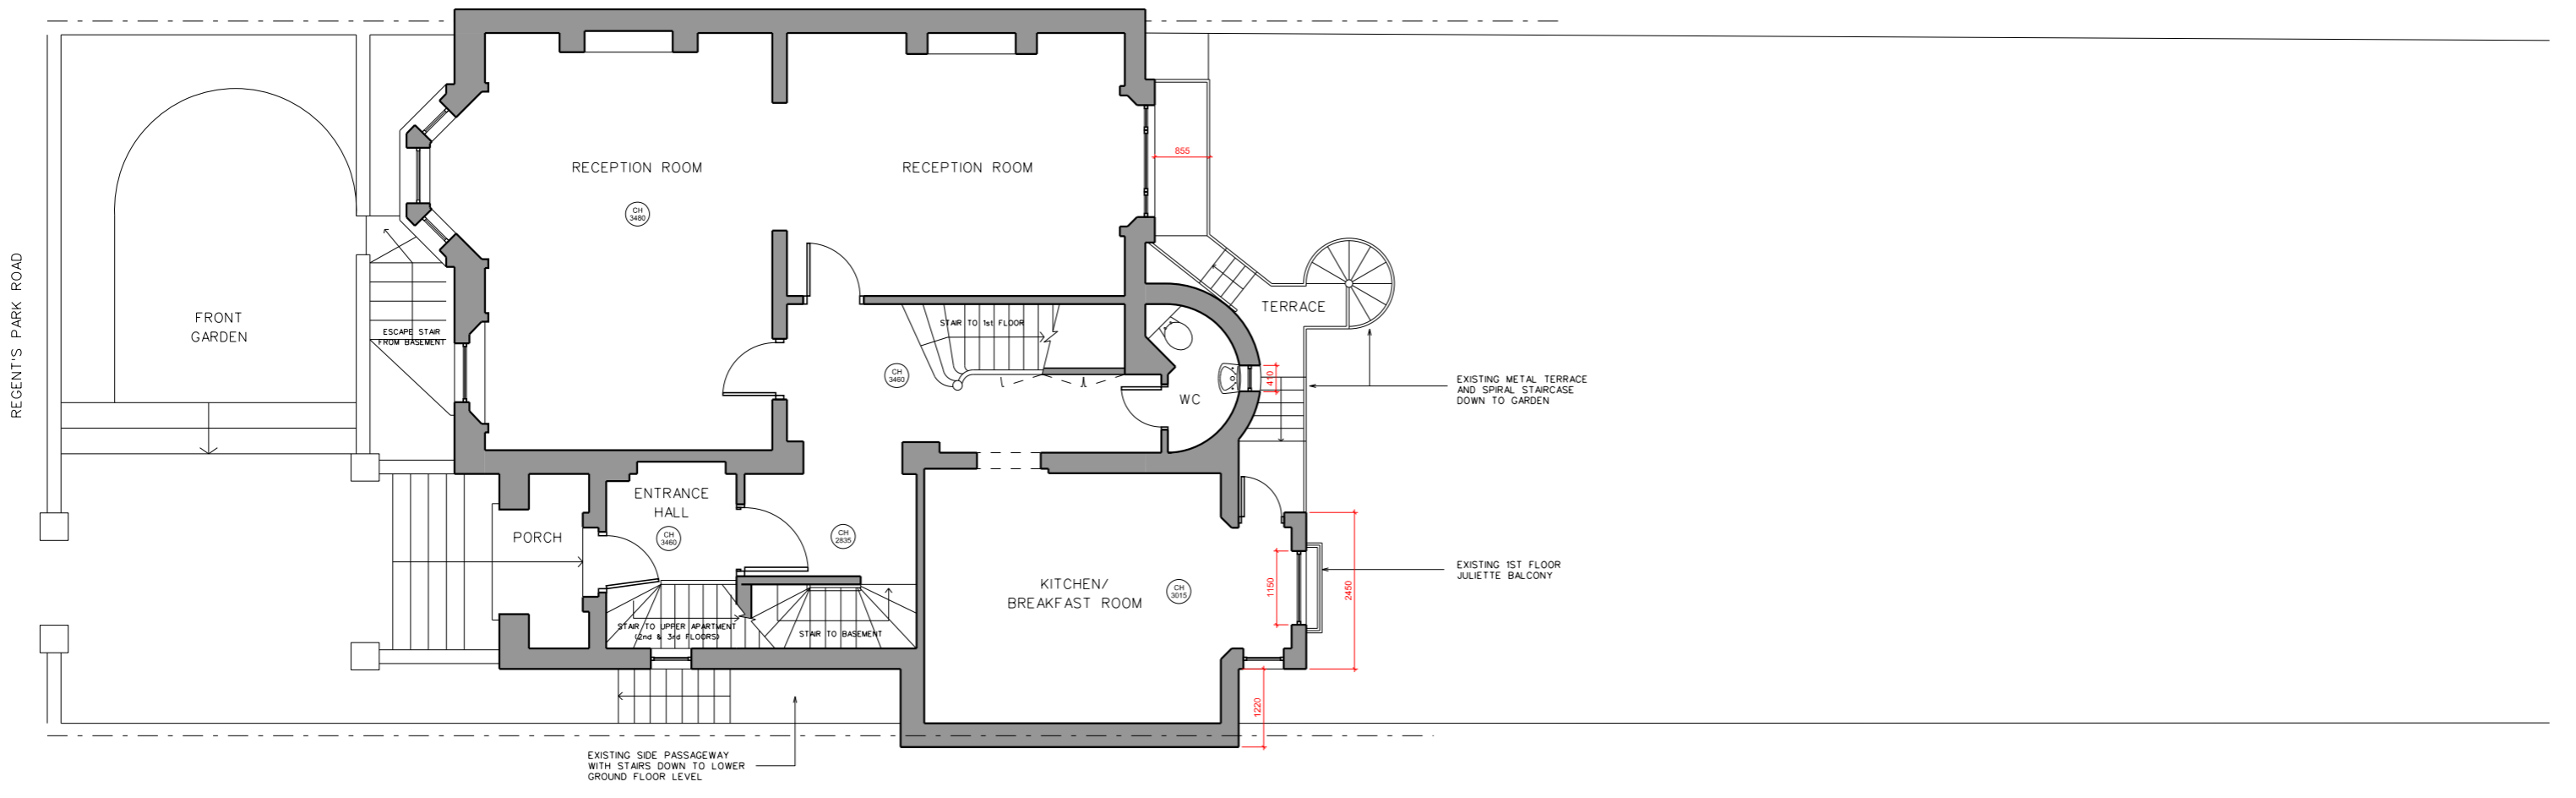 REGENT'S PARK ROAD
FRONT
GARDEN
ESCAPE STAIR
FROM BASEMENT
RECEPTION ROOM
CH
3480
RECEPTION ROOM
855
STAIR TO 1st FLOOR
CH
3460
WC
410
TERRACE
EXISTING METAL TERRACE
AND SPIRAL STAIRCASE
DOWN TO GARDEN
ENTRANCE
HALL
CH
3460
PORCH
CH
2835
STAIR TO UPPER APARTMENT
(2nd & 3rd FLOORS)
STAIR TO BASEMENT
KITCHEN/
BREAKFAST ROOM
CH
3015
1150
2450
1220
EXISTING 1ST FLOOR
JULIETTE BALCONY
EXISTING SIDE PASSAGEWAY
WITH STAIRS DOWN TO LOWER
GROUND FLOOR LEVEL